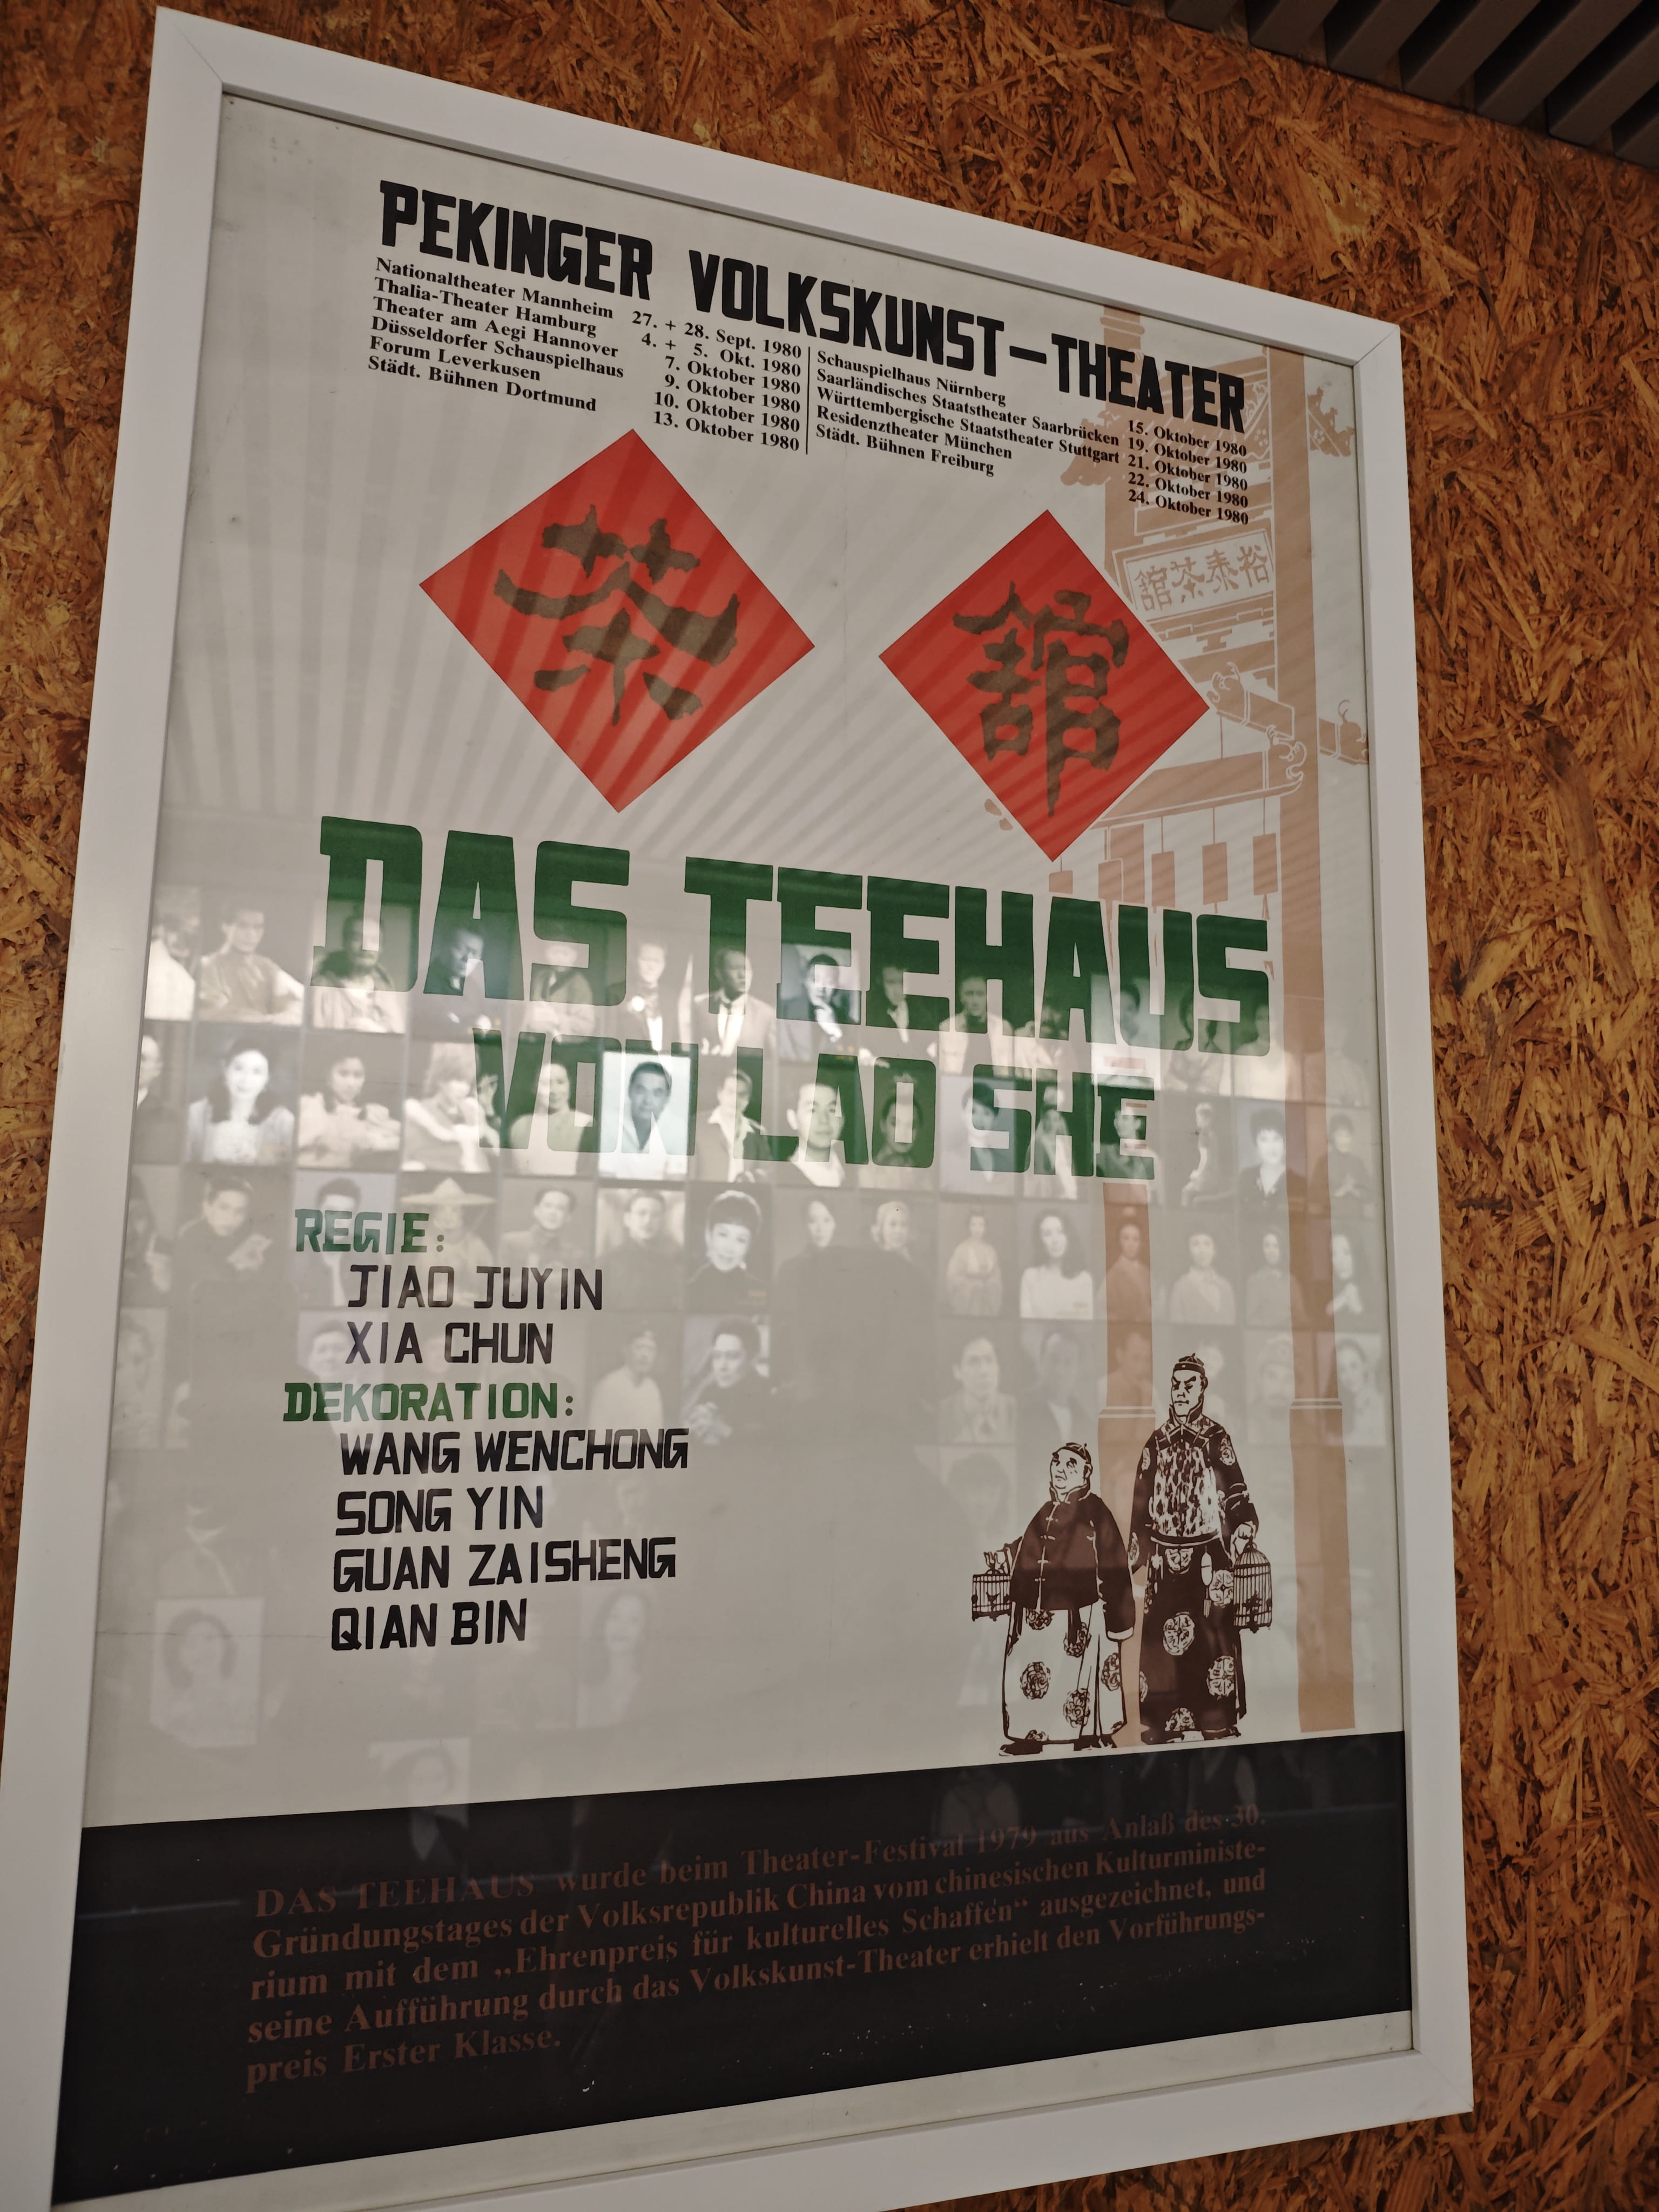 PEKINGER VOLKSKUNST-THEATER
Nationaltheater Mannheim 27. + 28. Sept. 1980
Thalia-Theater Hamburg 4. + 5. Okt. 1980
Theater am Aegi Hannover 7. Oktober 1980
Düsseldorfer Schauspielhaus 9. Oktober 1980
Forum Leverkusen 10. Oktober 1980
Städt. Bühnen Dortmund 13. Oktober 1980
Schauspielhaus Nürnberg 15. Oktober 1980
Saarländisches Staatstheater Saarbrücken 19. Oktober 1980
Württembergische Staatstheater Stuttgart 21. Oktober 1980
Residenztheater München 22. Oktober 1980
Städt. Bühnen Freiburg 24. Oktober 1980
茶館
館茶泰裕
DAS TEEHAUS
VON LAO SHE
REGIE:
JIAO JUYIN
XIA CHUN
DEKORATION:
WANG WENCHONG
SONG YIN
GUAN ZAISHENG
QIAN BIN
DAS TEEHAUS wurde beim Theater-Festival 1979 aus Anlaß des 30.
Gründungstages der Volksrepublik China vom chinesischen Kulturministe-
rium mit dem „Ehrenpreis für kulturelles Schaffen“ ausgezeichnet, und
seine Aufführung durch das Volkskunst-Theater erhielt den Vorführungs-
preis Erster Klasse.